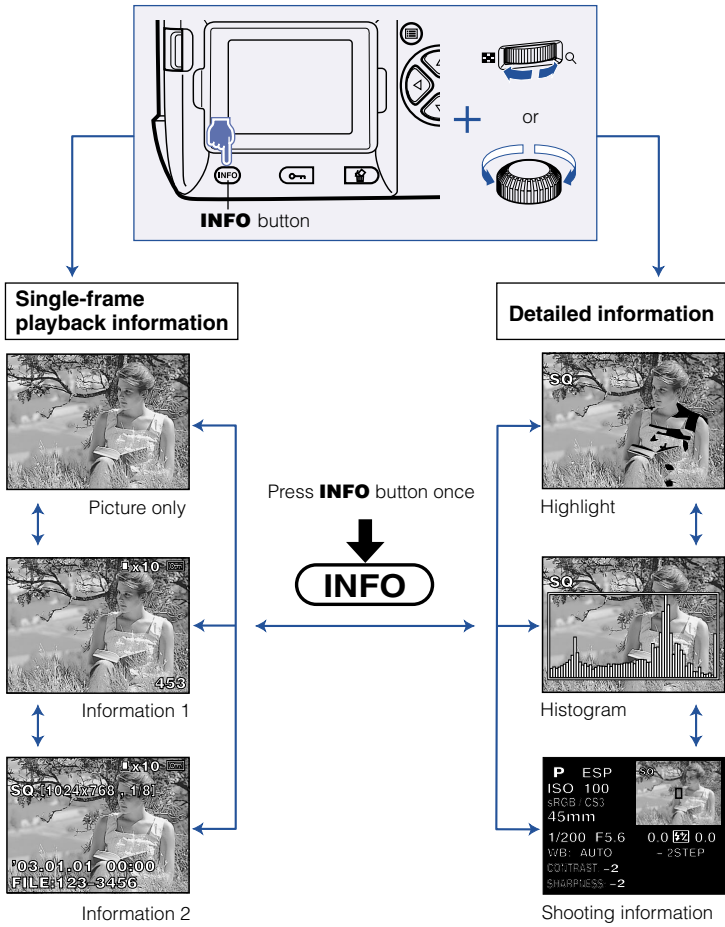 or
INFO
INFO button
Single-frame
playback information
Detailed information
Picture only
SQ
Highlight
Press INFO button once
INFO
x10
453
Information 1
SQ
Histogram
x10
SQ [1024x768 , 1/8]
'03.01.01 00:00
FILE:123-3456
Information 2
P ESP
SQ
ISO 100
sRGB / CS3
45mm
1/200 F5.6 0.0 0.0
WB: AUTO - 2STEP
CONTRAST: -2
SHARPNESS: -2
Shooting information